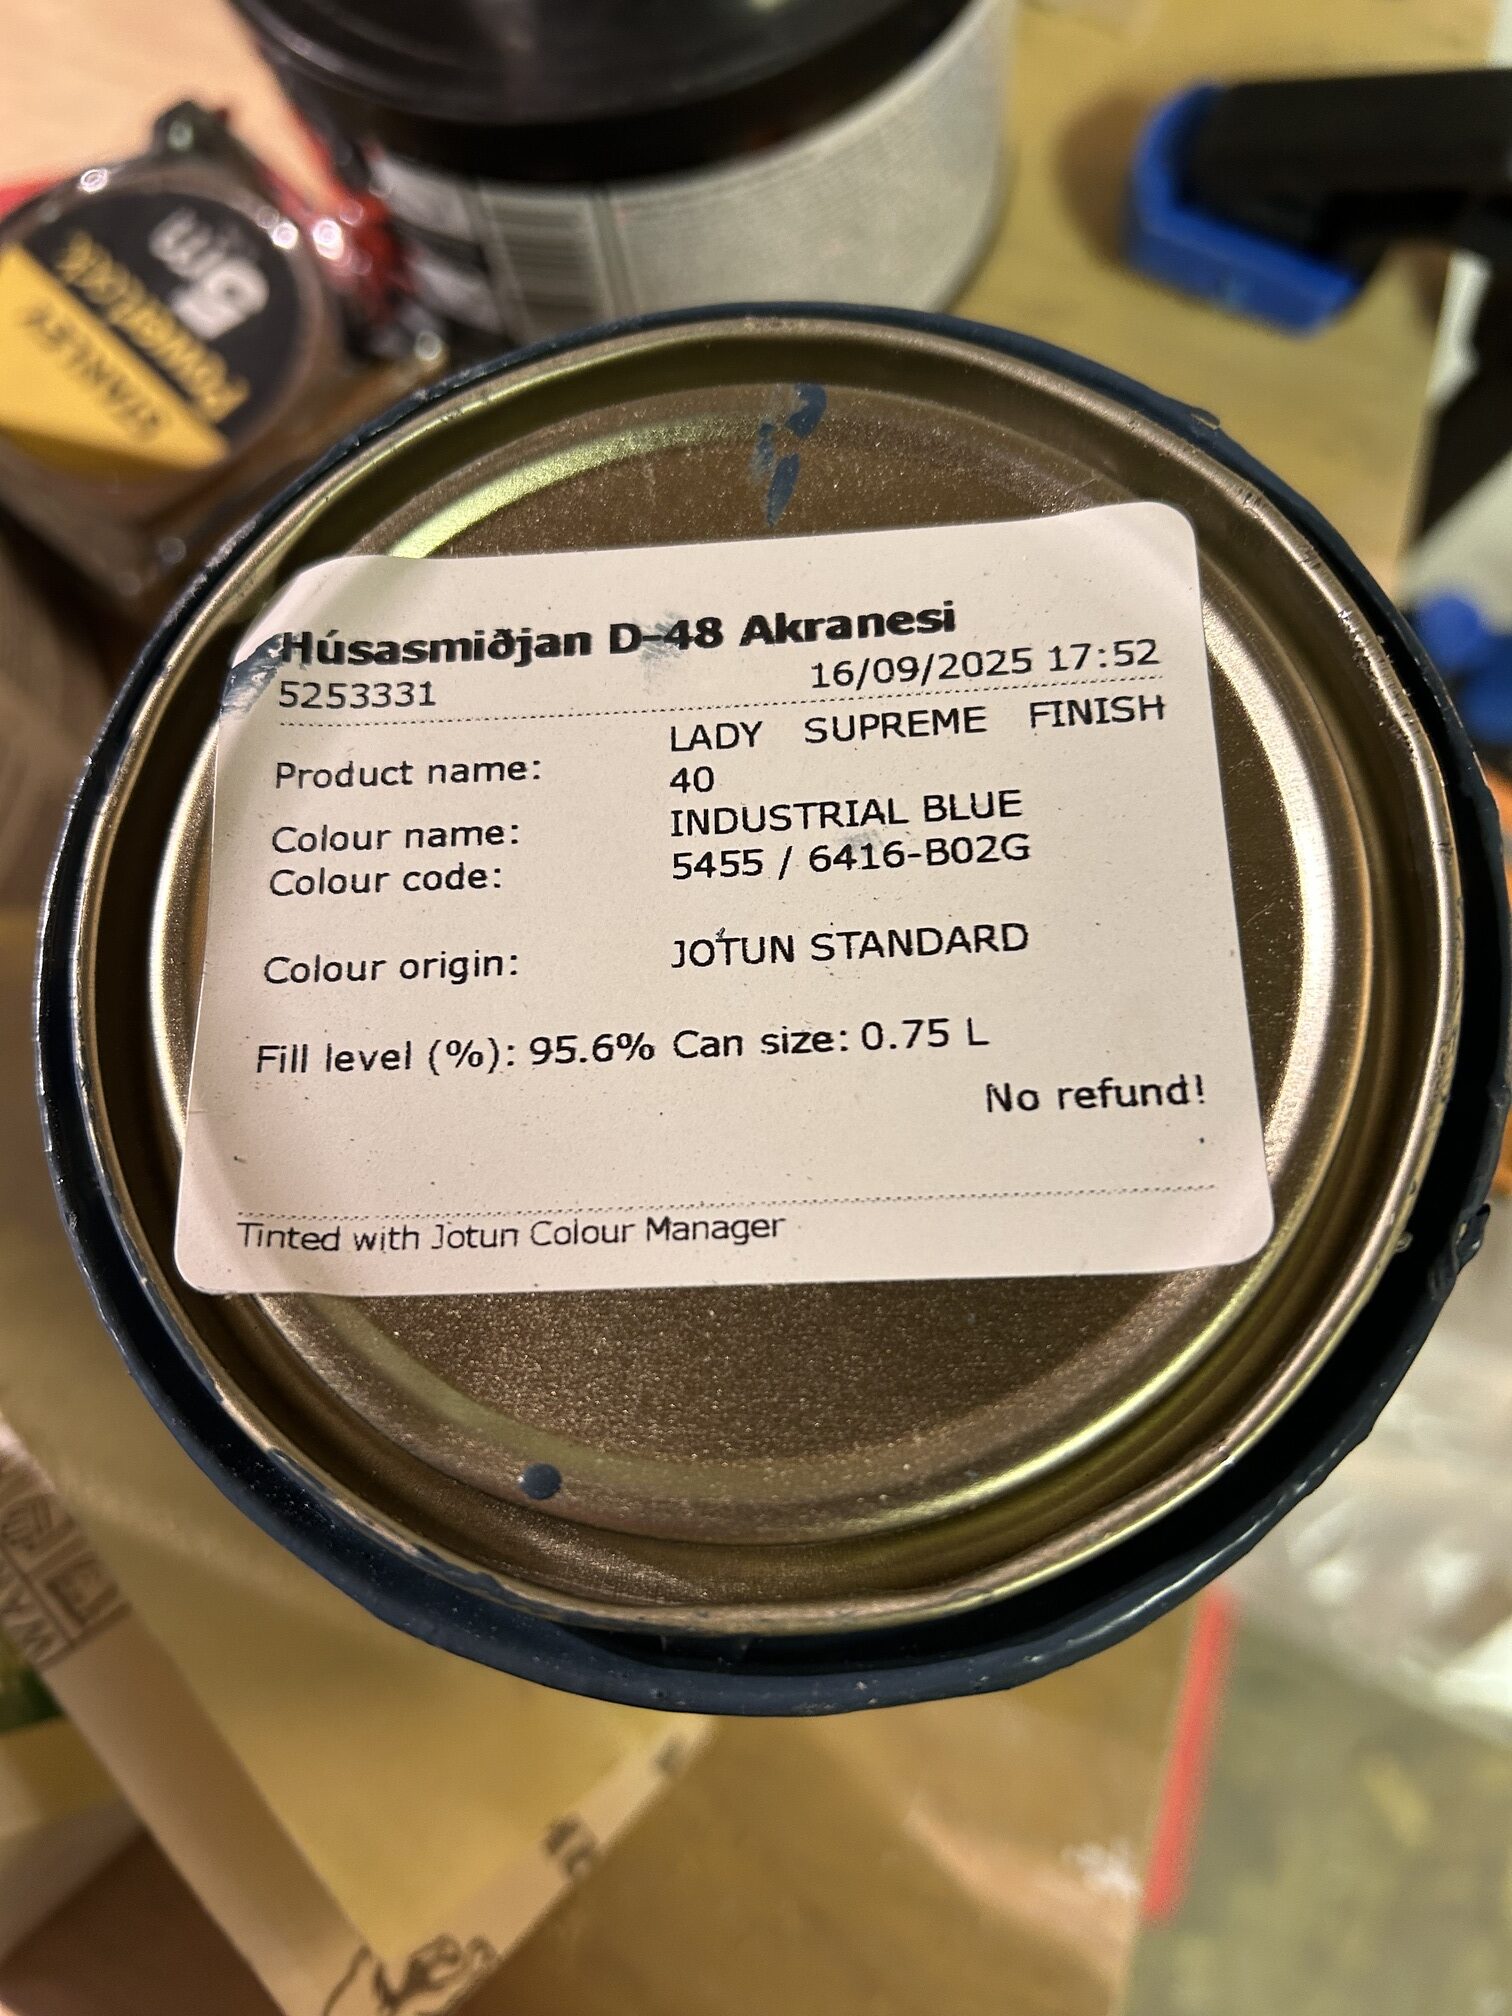 5m
PowerLock
STANLEY
Húsasmiðjan D-48 Akranesi
5253331 16/09/2025 17:52
Product name: LADY SUPREME FINISH
40
Colour name: INDUSTRIAL BLUE
Colour code: 5455 / 6416-B02G
Colour origin: JOTUN STANDARD
Fill level (%): 95.6% Can size: 0.75 L
No refund!
Tinted with Jotun Colour Manager